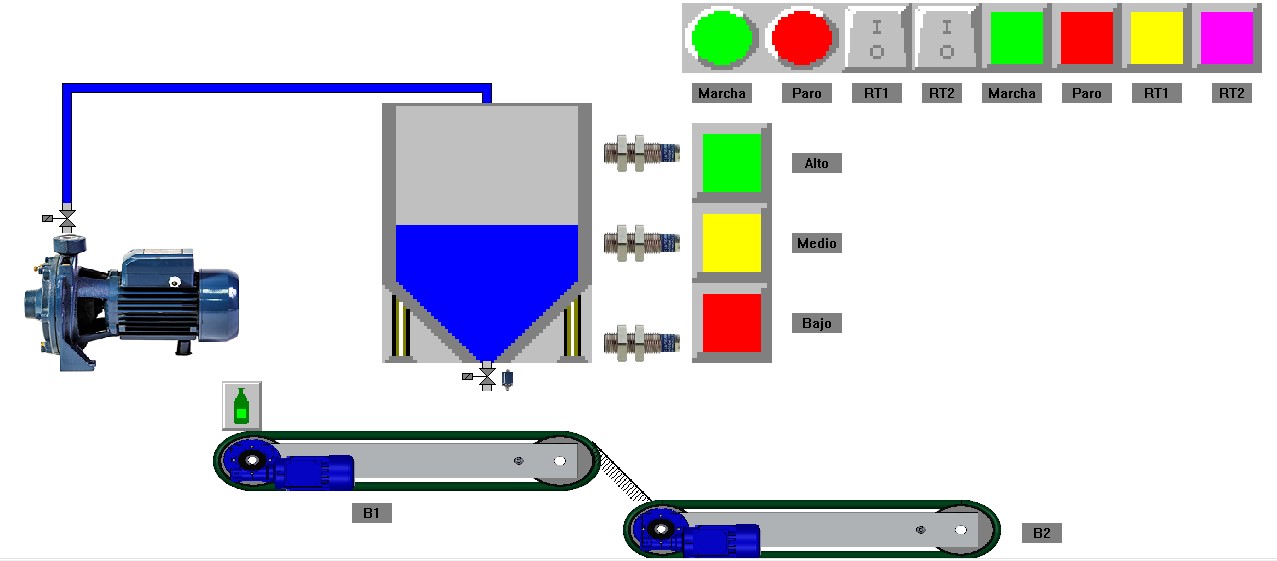 I
O
I
O
Marcha
Paro
RT1
RT2
Marcha
Paro
RT1
RT2
Alto
Medio
Bajo
B1
B2